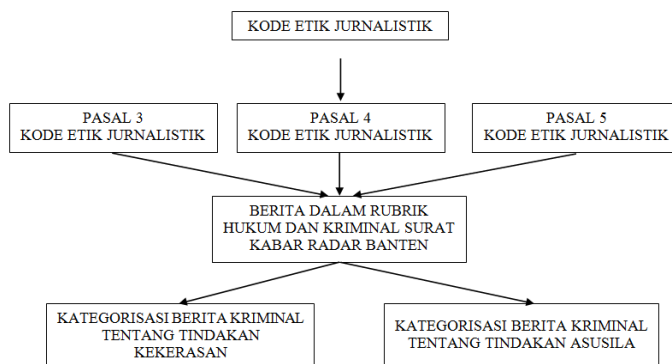 KODE ETIK JURNALISTIK
PASAL 3
KODE ETIK JURNALISTIK
PASAL 4
KODE ETIK JURNALISTIK
PASAL 5
KODE ETIK JURNALISTIK
BERITA DALAM RUBRIK
HUKUM DAN KRIMINAL SURAT
KABAR RADAR BANTEN
KATEGORISASI BERITA KRIMINAL
TENTANG TINDAKAN
KEKERASAN
KATEGORISASI BERITA KRIMINAL
TENTANG TINDAKAN ASUSILA